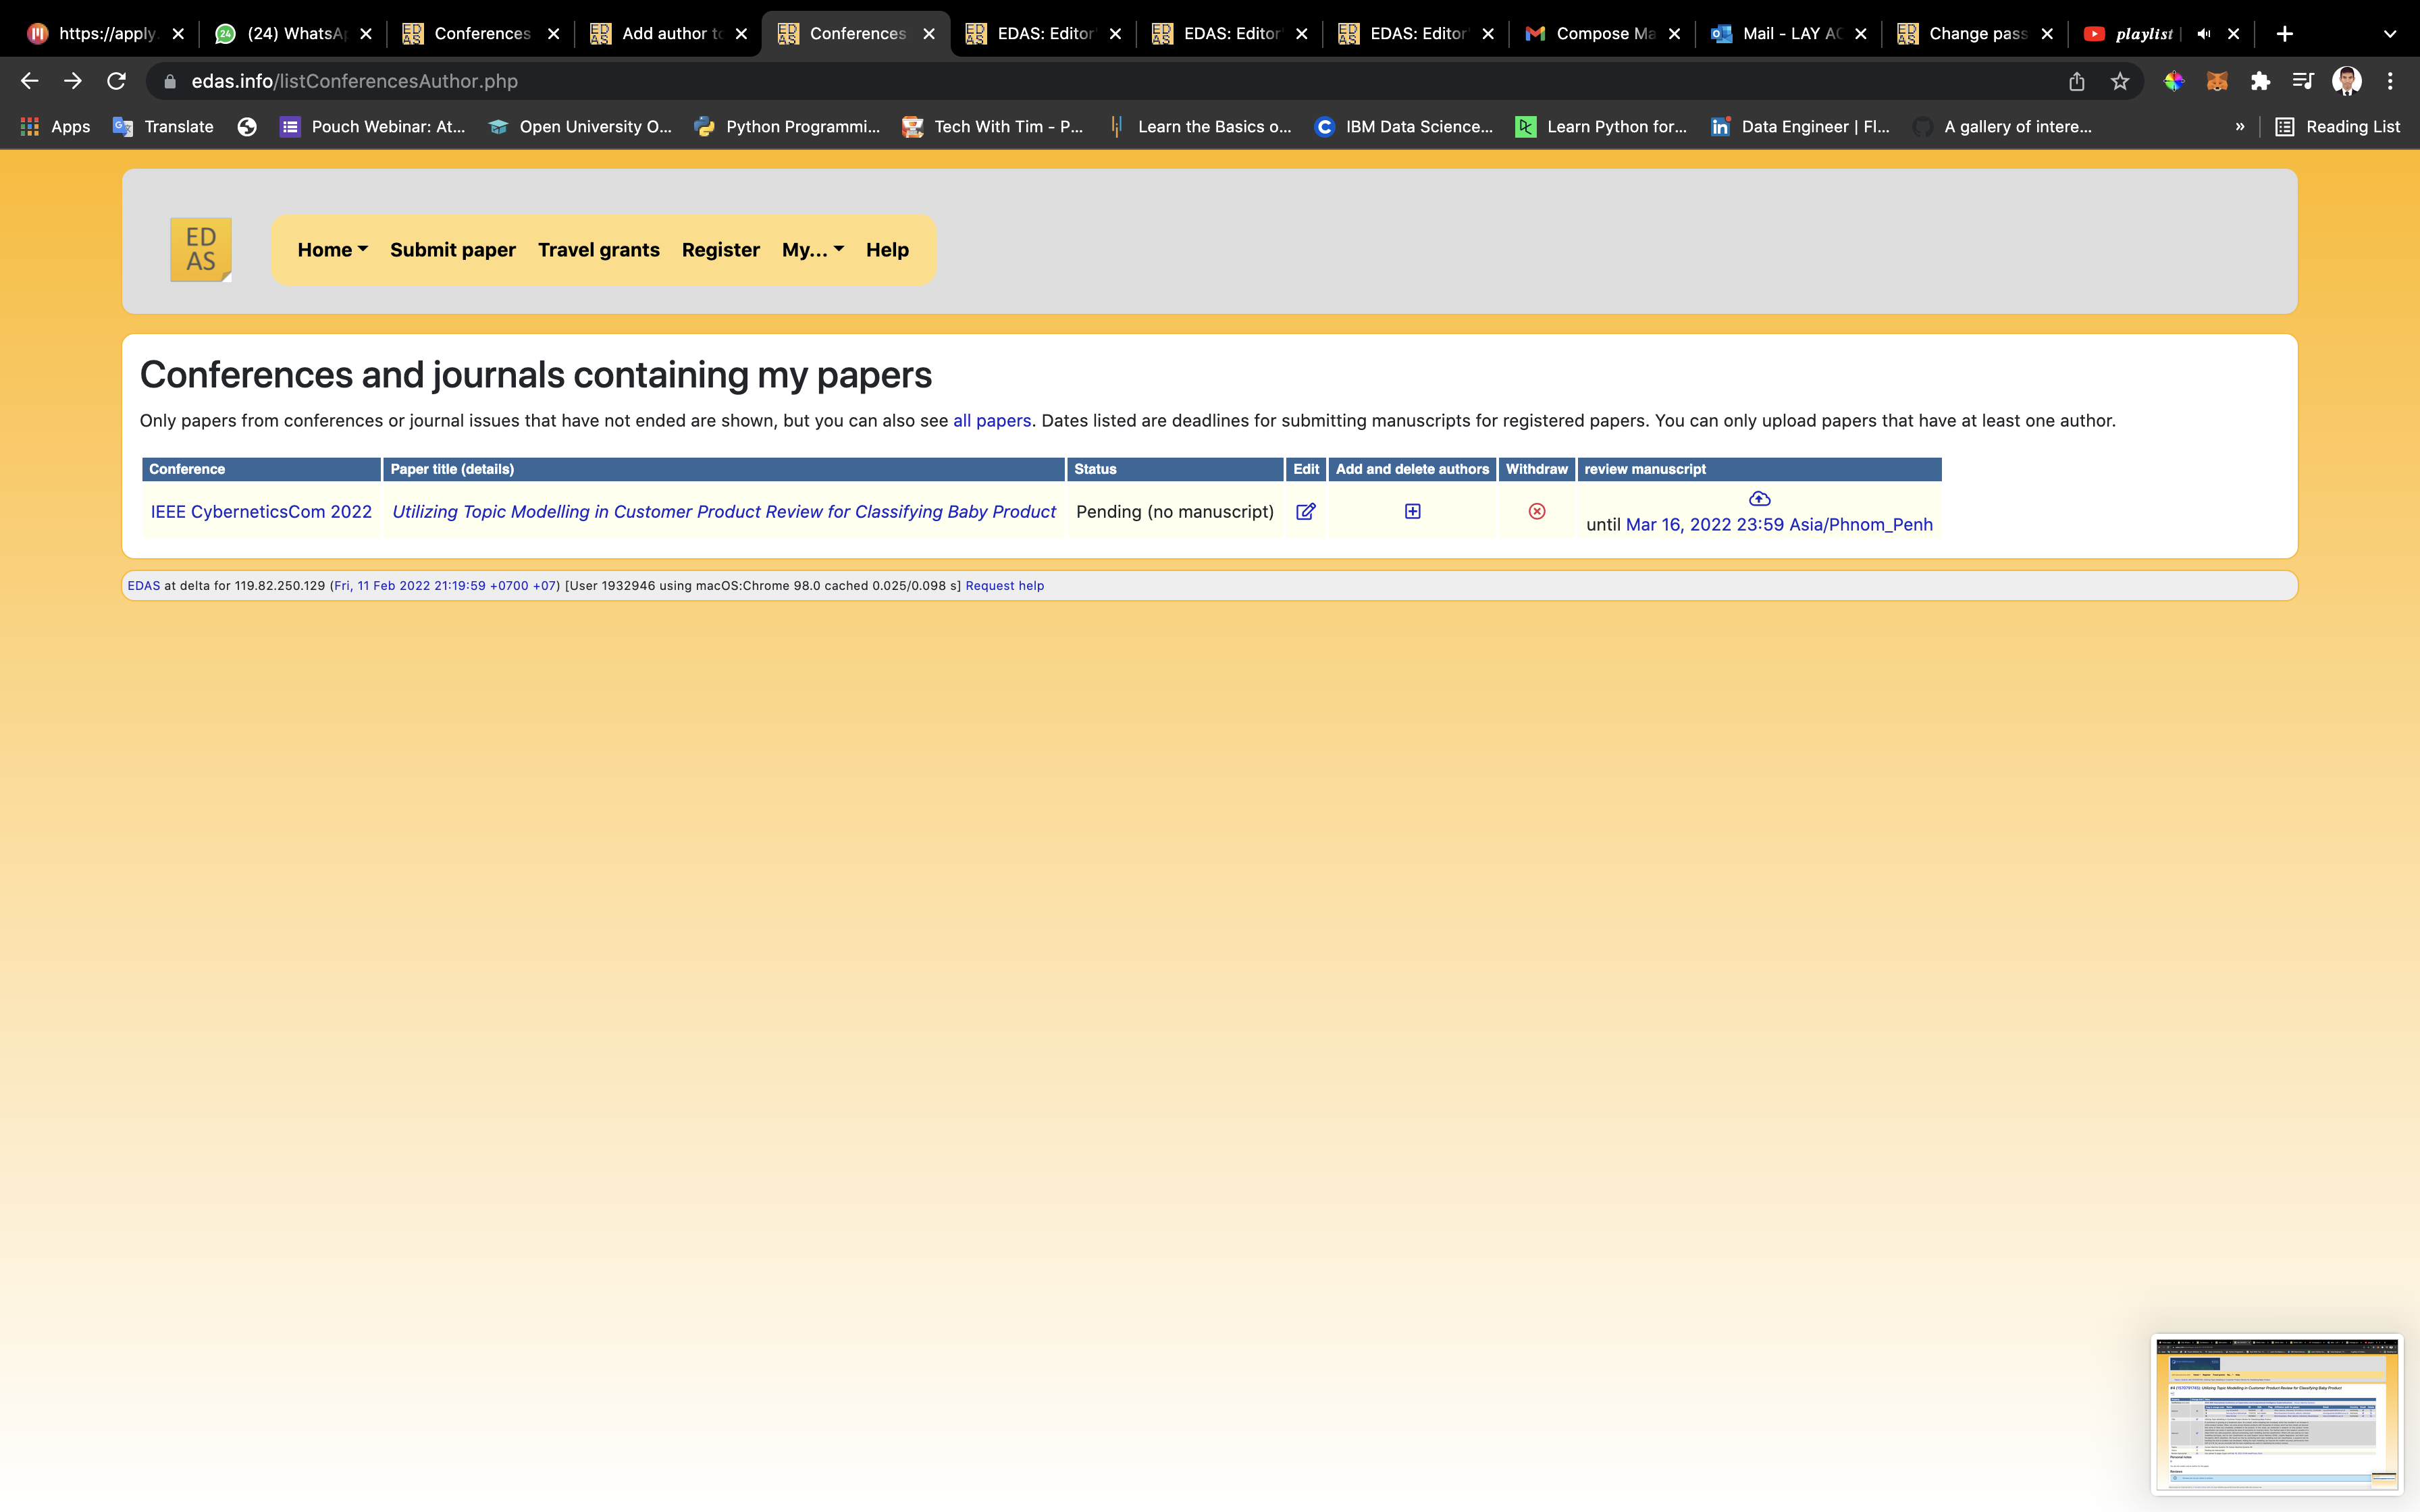 https://apply.
(24) WhatsA
Conferences
Add author to
Conferences
EDAS: Editor'
EDAS: Editor'
EDAS: Editor'
Compose Ma
Mail - LAY AC
Change pass
playlist |
edas.info/listConferencesAuthor.php
Apps
Translate
Pouch Webinar: At...
Open University O...
Python Programmi...
Tech With Tim - P...
Learn the Basics o...
IBM Data Science...
Learn Python for...
Data Engineer | Fl...
A gallery of intere...
»
Reading List
ED
AS
Home Submit paper Travel grants Register My... Help
Conferences and journals containing my papers
Only papers from conferences or journal issues that have not ended are shown, but you can also see all papers. Dates listed are deadlines for submitting manuscripts for registered papers. You can only upload papers that have at least one author.
Conference Paper title (details) Status Edit Add and delete authors Withdraw review manuscript
IEEE CyberneticsCom 2022 Utilizing Topic Modelling in Customer Product Review for Classifying Baby Product Pending (no manuscript)
until Mar 16, 2022 23:59 Asia/Phnom_Penh
EDAS at delta for 119.82.250.129 (Fri, 11 Feb 2022 21:19:59 +0700 +07) [User 1932946 using macOS:Chrome 98.0 cached 0.025/0.098 s] Request help